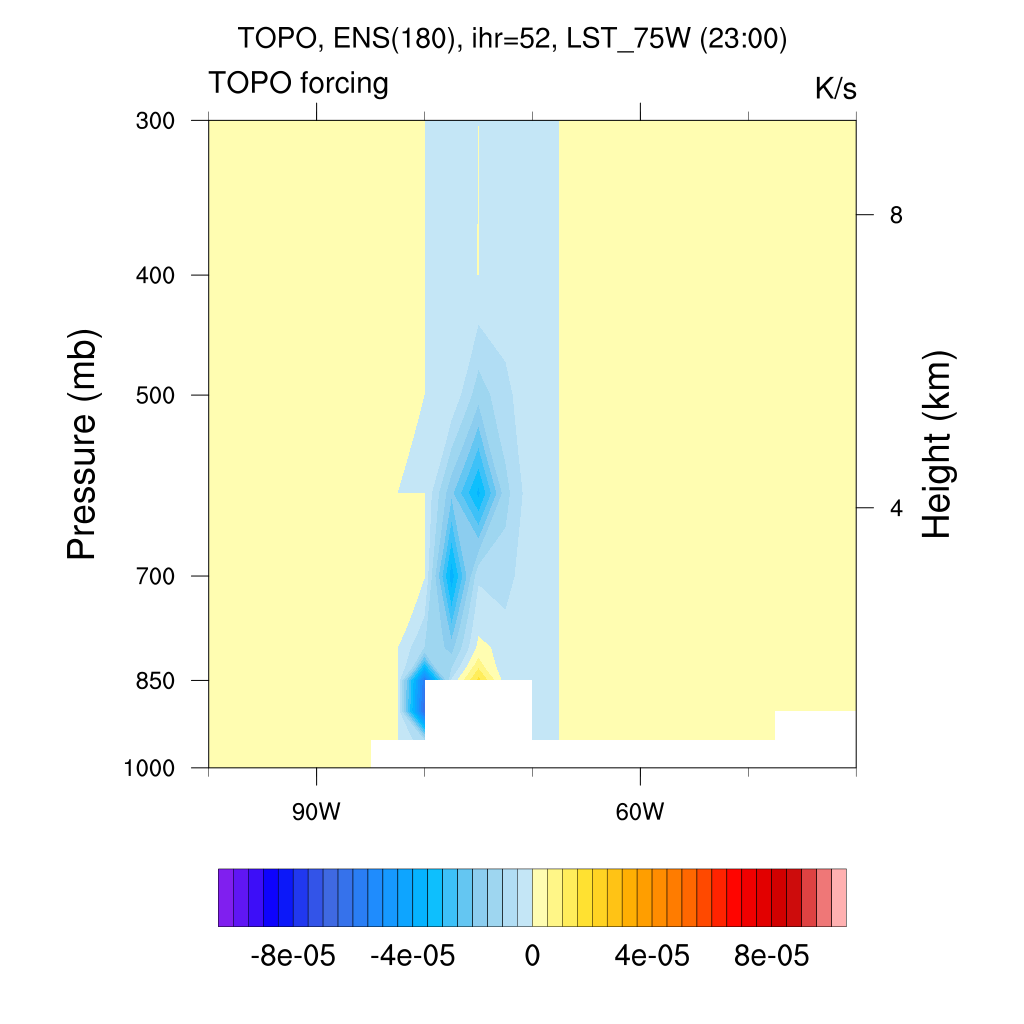 TOPO, ENS(180), ihr=52, LST_75W (23:00)
TOPO forcing
K/s
300
400
500
700
850
1000
Pressure (mb)
8
4
Height (km)
90W
60W
-8e-05
-4e-05
0
4e-05
8e-05